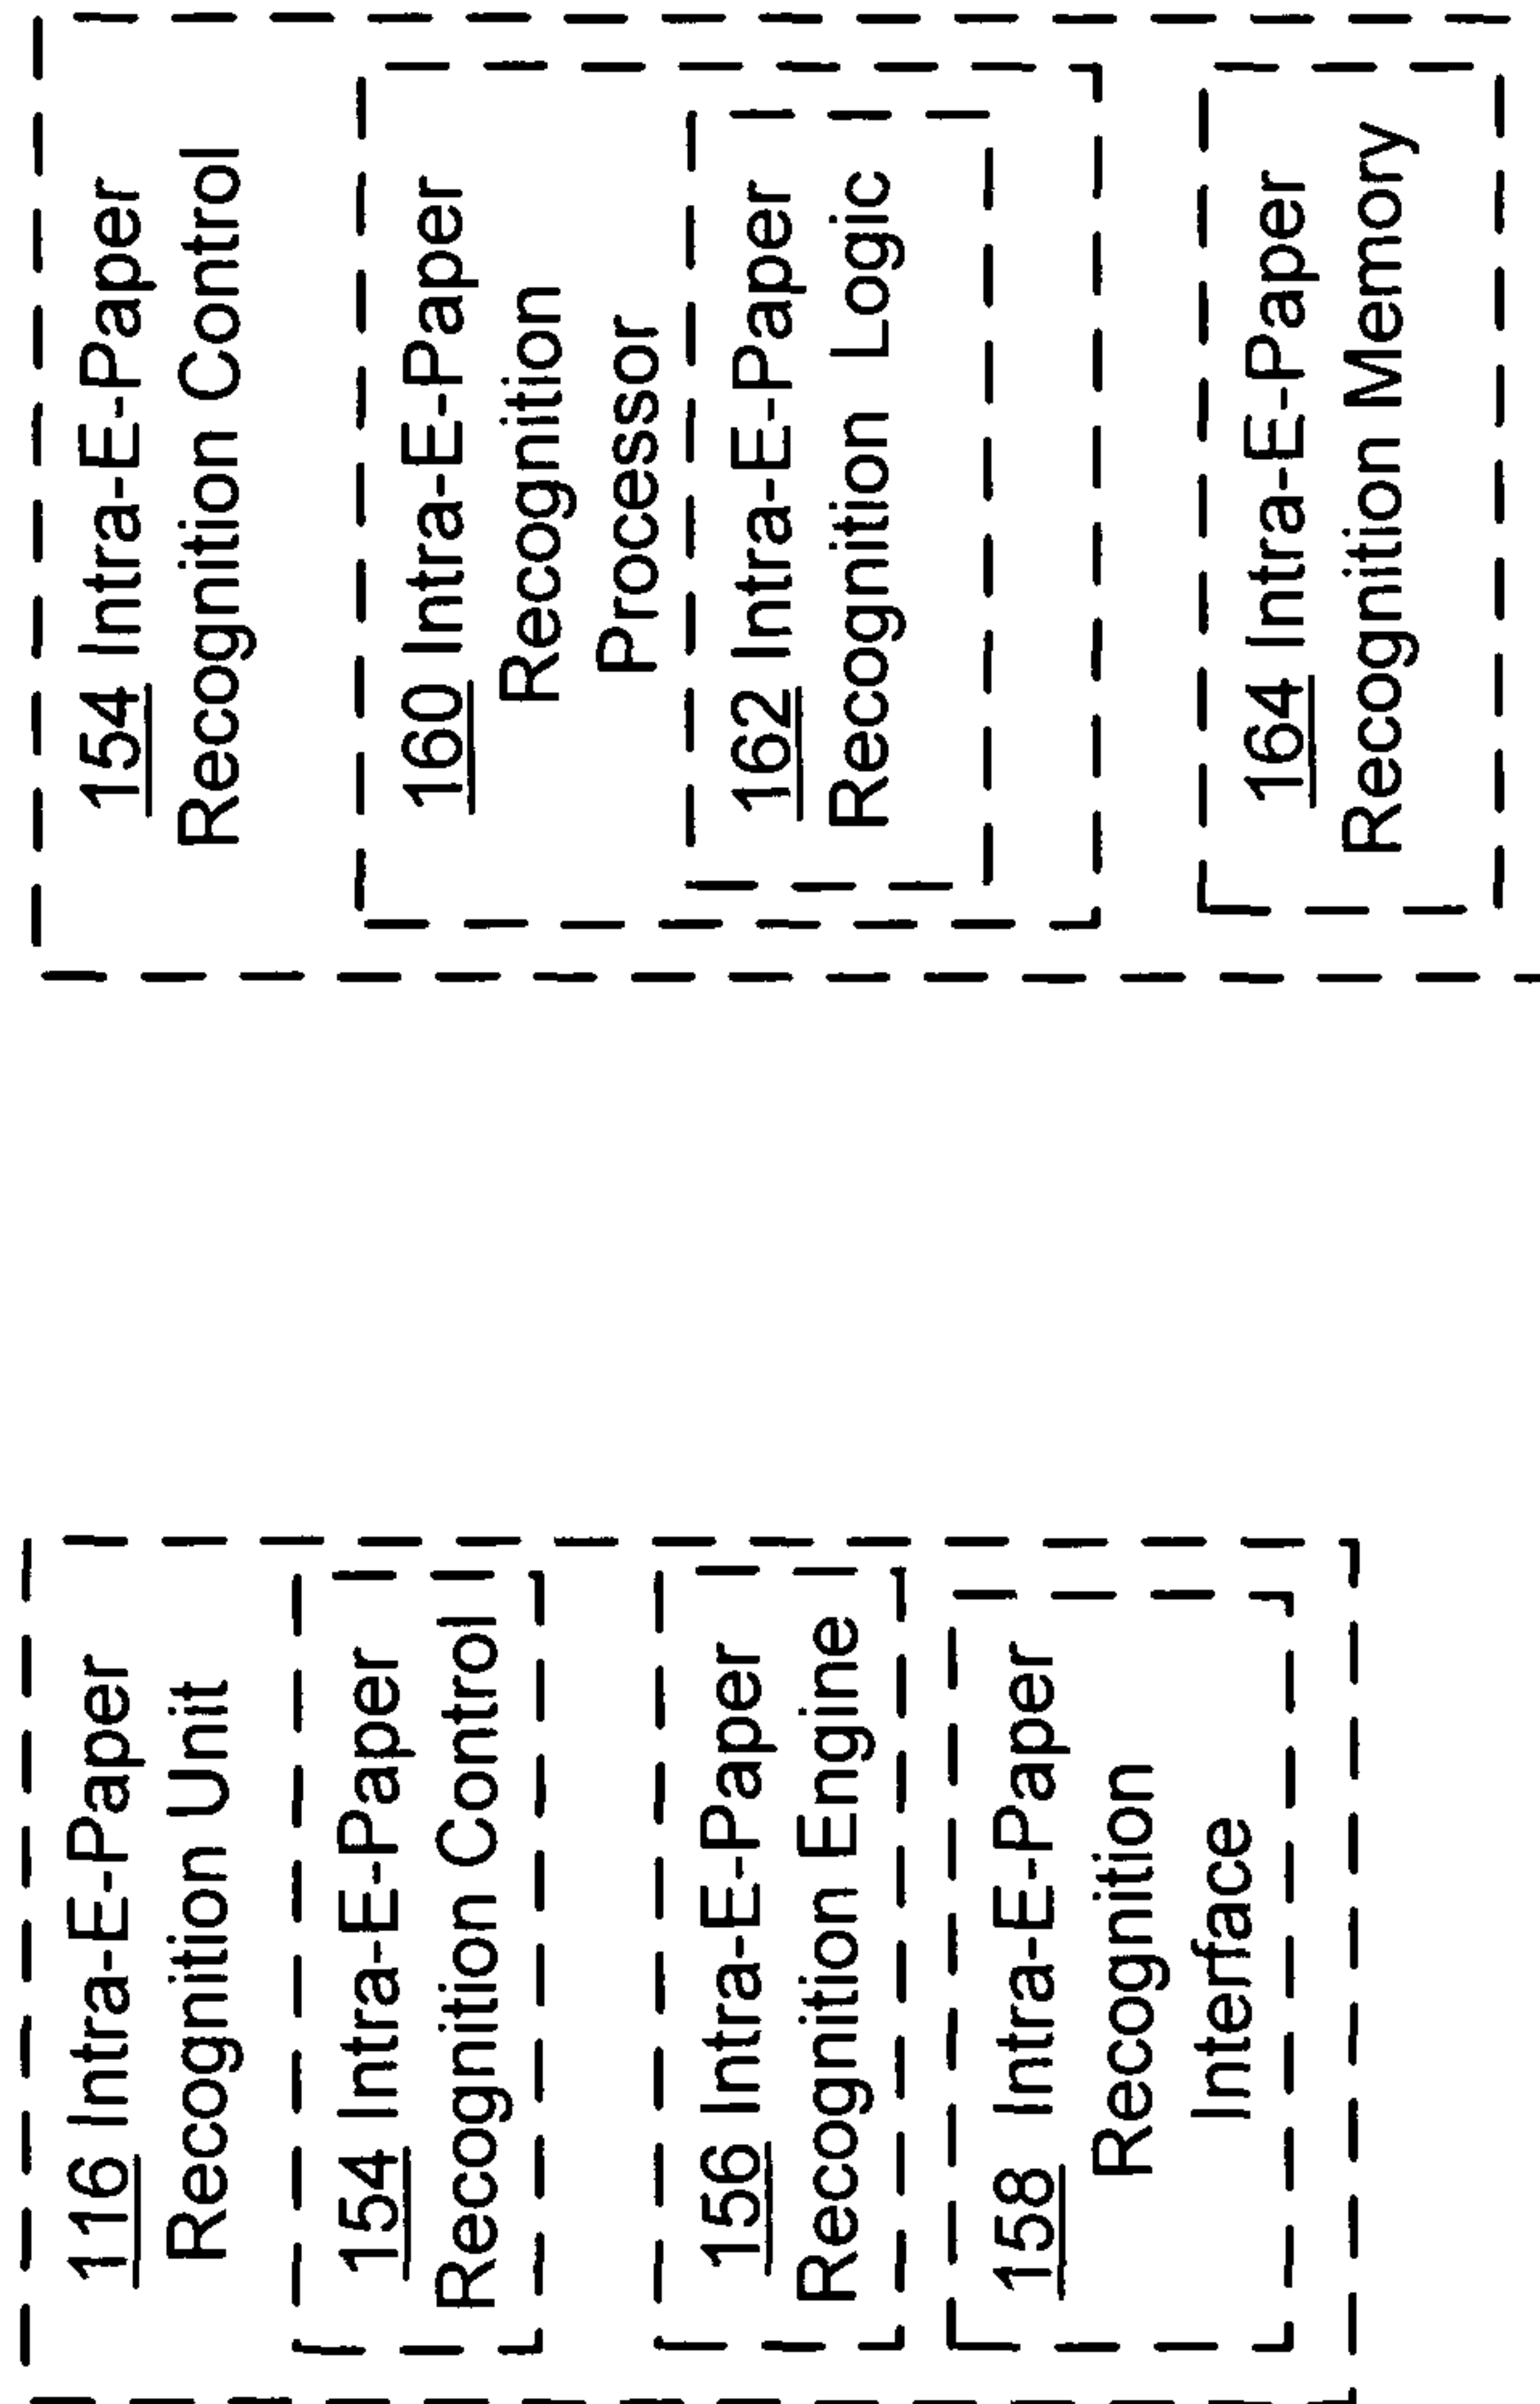 116 Intra-E-Paper
Recognition Unit
154 Intra-E-Paper
Recognition Control
156 Intra-E-Paper
Recognition Engine
158 Intra-E-Paper
Recognition
Interface
154 Intra-E-Paper
Recognition Control
160 Intra-E-Paper
Recognition
Processor
162 Intra-E-Paper
Recognition Logic
164 Intra-E-Paper
Recognition Memory